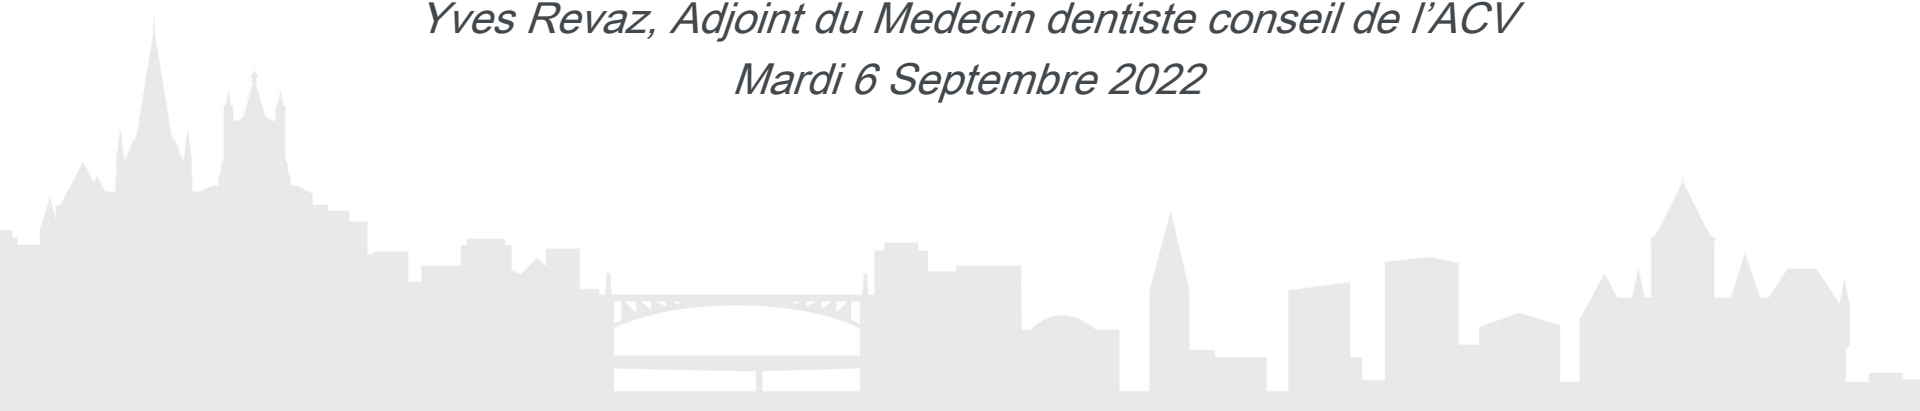 Yves Revaz, Adjoint du Medecin dentiste conseil de l’ACV
Mardi 6 Septembre 2022